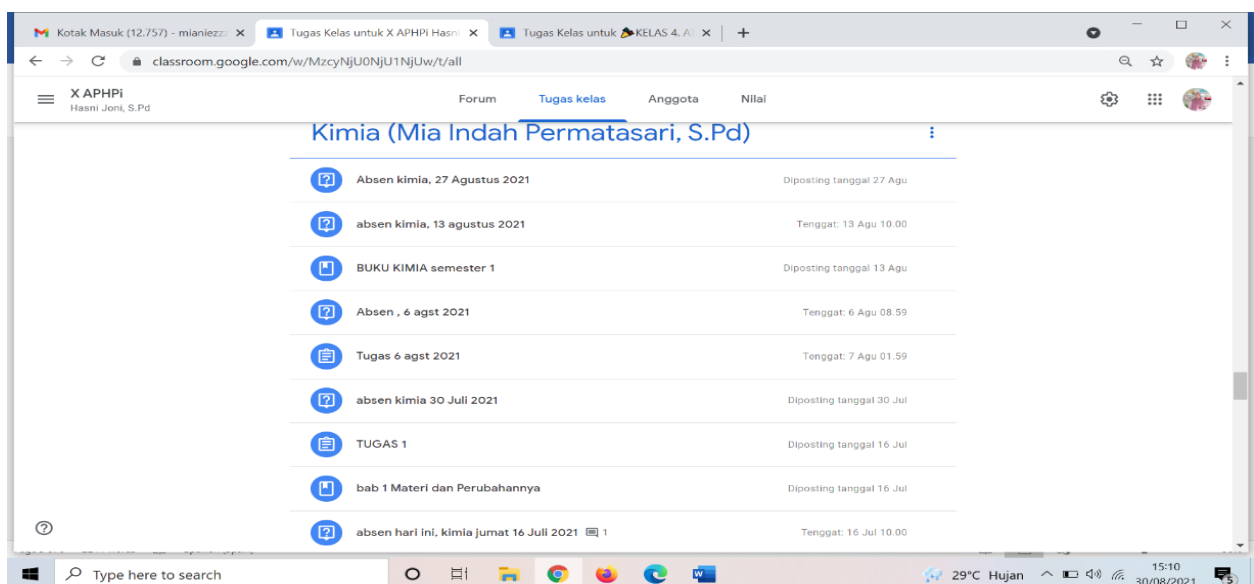 Kotak Masuk (12.757) - mianiezz
Tugas Kelas untuk X APHPi Hasni
Tugas Kelas untuk KELAS 4. A
classroom.google.com/w/MzcyNjU0NjU1NjUw/t/all
X APHPi
Hasni Joni, S.Pd
Forum Tugas kelas Anggota Nilai
Kimia (Mia Indah Permatasari, S.Pd)
Absen kimia, 27 Agustus 2021 Diposting tanggal 27 Agu
absen kimia, 13 agustus 2021 Tenggat: 13 Agu 10.00
BUKU KIMIA semester 1 Diposting tanggal 13 Agu
Absen , 6 agst 2021 Tenggat: 6 Agu 08.59
Tugas 6 agst 2021 Tenggat: 7 Agu 01.59
absen kimia 30 Juli 2021 Diposting tanggal 30 Jul
TUGAS 1 Diposting tanggal 16 Jul
bab 1 Materi dan Perubahannya Diposting tanggal 16 Jul
absen hari ini, kimia jumat 16 Juli 2021 1 Tenggat: 16 Jul 10.00
Type here to search
29°C Hujan
15:10
30/08/2021
5